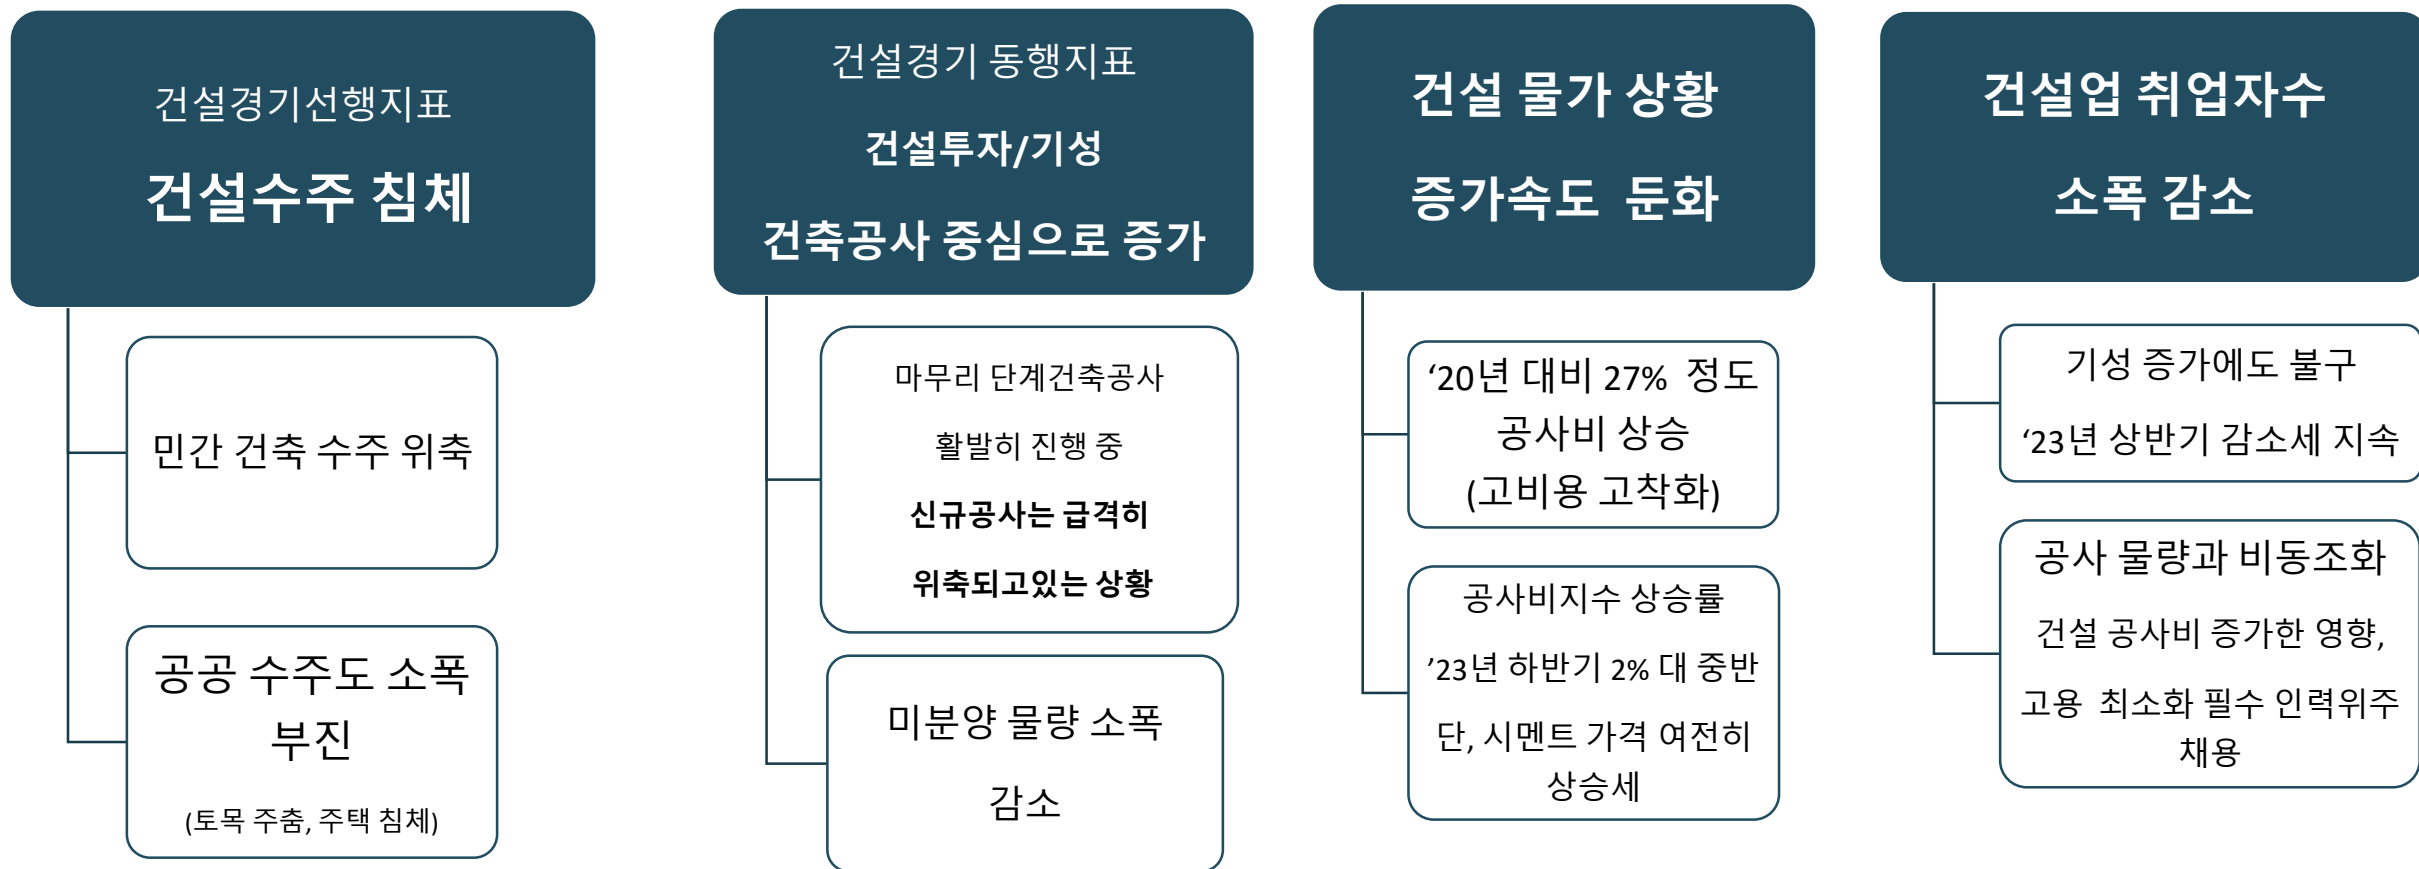 건설경기선행지표
건설수주 침체
민간 건축 수주 위축
공공 수주도 소폭
부진
(토목 주춤, 주택 침체)
건설경기 동행지표
건설투자/기성
건축공사 중심으로 증가
마무리 단계건축공사
활발히 진행 중
신규공사는 급격히
위축되고있는 상황
미분양 물량 소폭
감소
건설 물가 상황
증가속도 둔화
‘20년 대비 27% 정도
공사비 상승
(고비용 고착화)
공사비지수 상승률
’23년 하반기 2% 대 중반
단, 시멘트 가격 여전히
상승세
건설업 취업자수
소폭 감소
기성 증가에도 불구
‘23년 상반기 감소세 지속
공사 물량과 비동조화
건설 공사비 증가한 영향,
고용 최소화 필수 인력위주
채용